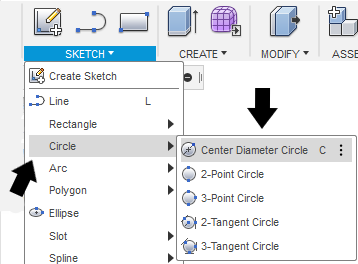 SKETCH CREATE MODIFY ASSE
Create Sketch
Line L
Rectangle
Circle
Arc
Polygon
Ellipse
Slot
Spline
Center Diameter Circle C
2-Point Circle
3-Point Circle
2-Tangent Circle
3-Tangent Circle